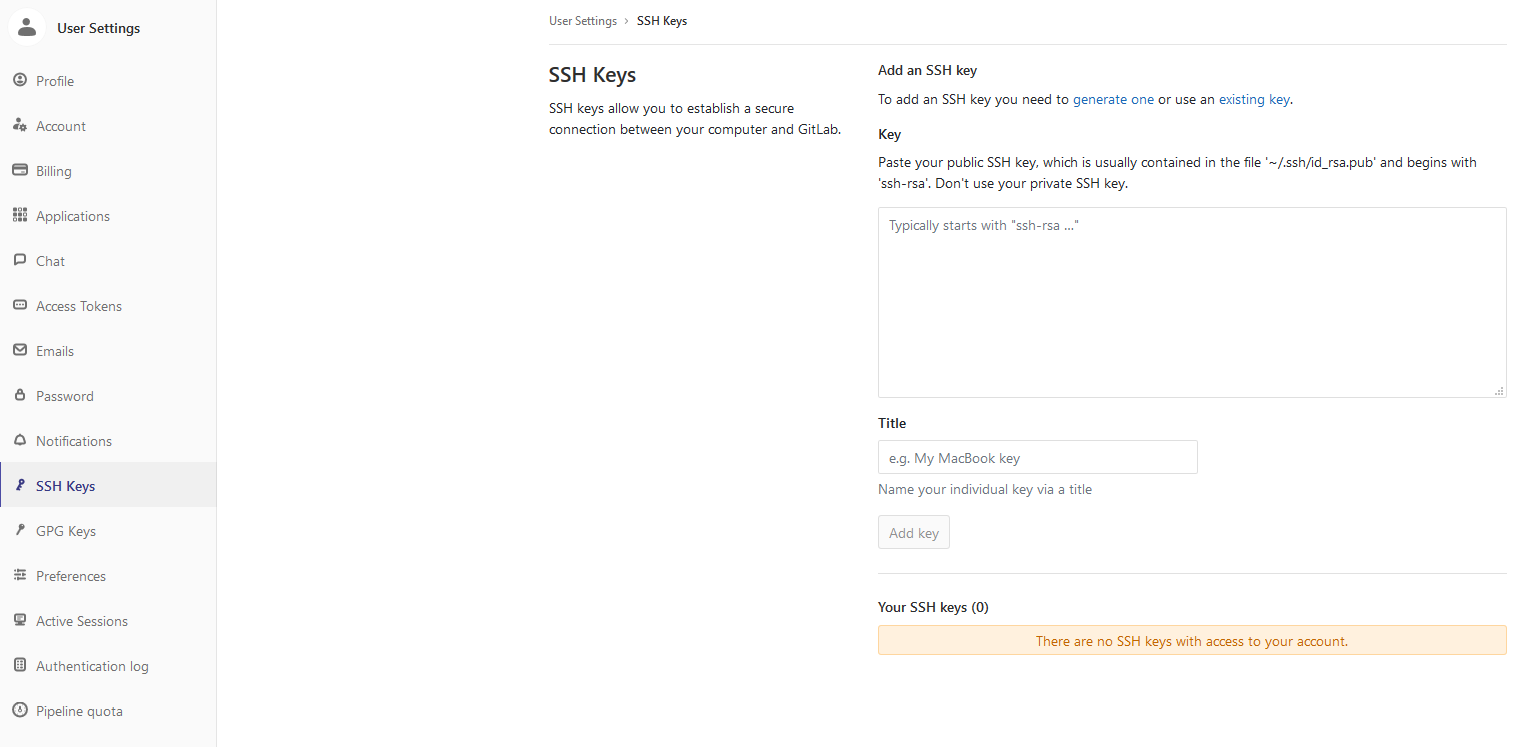 User Settings
Profile
Account
Billing
Applications
Chat
Access Tokens
Emails
Password
Notifications
SSH Keys
GPG Keys
Preferences
Active Sessions
Authentication log
Pipeline quota
User Settings › SSH Keys
SSH Keys
SSH keys allow you to establish a secure
connection between your computer and GitLab.
Add an SSH key
To add an SSH key you need to generate one or use an existing key.
Key
Paste your public SSH key, which is usually contained in the file '~/.ssh/id_rsa.pub' and begins with
'ssh-rsa'. Don't use your private SSH key.
Typically starts with "ssh-rsa …"
Title
e.g. My MacBook key
Name your individual key via a title
Add key
Your SSH keys (0)
There are no SSH keys with access to your account.